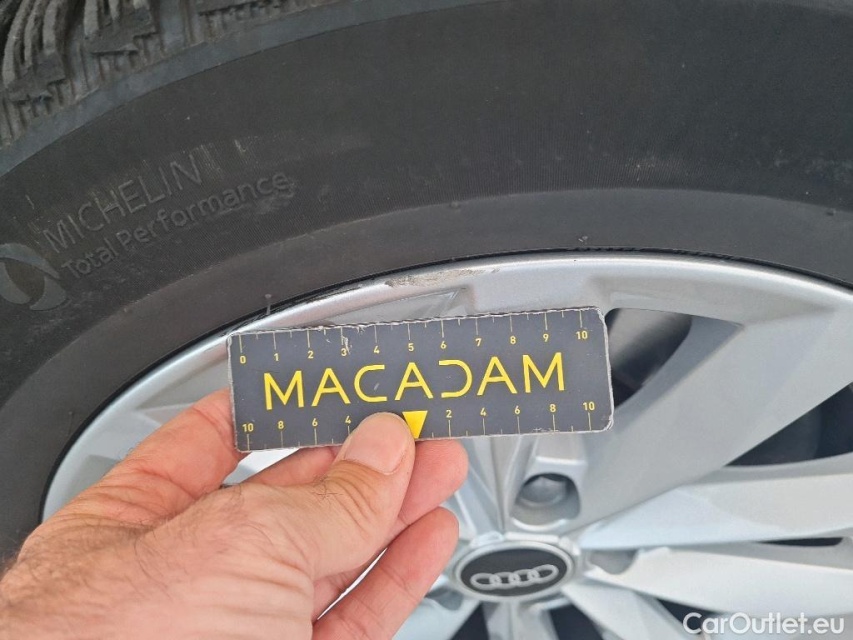 MICHELIN
Total Performance
0 1 2 3 4 5 6 7 8 9 10
MACADAM
10 8 6 4 2 4 6 8 10
CarOutlet.eu